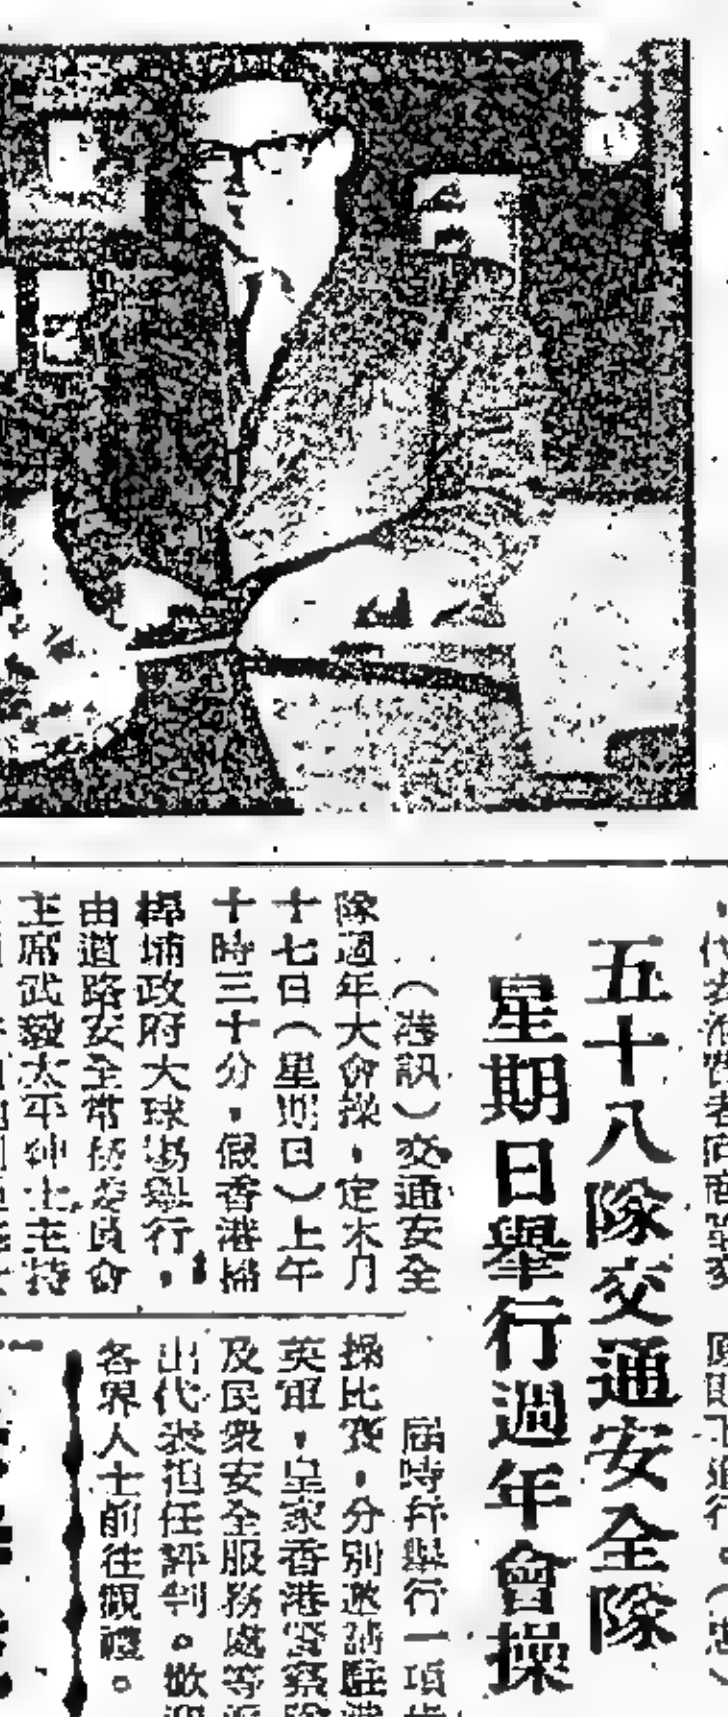 五十八隊交通安全隊
星期日舉行週年會操
（港訊）交通安全
隊週年大會操，定本月
十七日（星期日）上午
十時三十分，假香港掃
桿埔政府大球場舉行，
由道路安全常務委員會
主席武毅太平紳士主持
屆時幷舉行一項步
操比賽，分別邀請駐港
英軍，皇家香港警察隊
及民衆安全服務處等派
出代表担任評判。歡迎
各界人士前往觀禮。